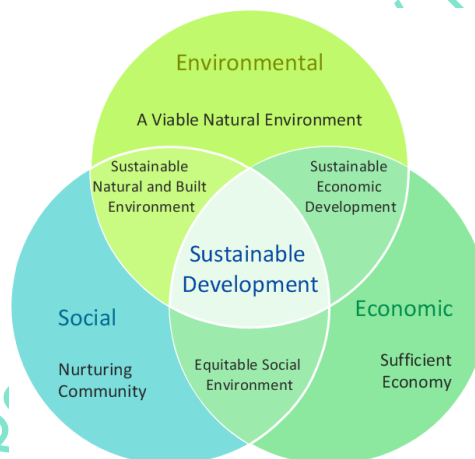 Environmental
A Viable Natural Environment
Sustainable
Natural and Built
Environment
Sustainable
Economic
Development
Sustainable
Development
Social
Nurturing
Community
Economic
Sufficient
Economy
Equitable Social
Environment